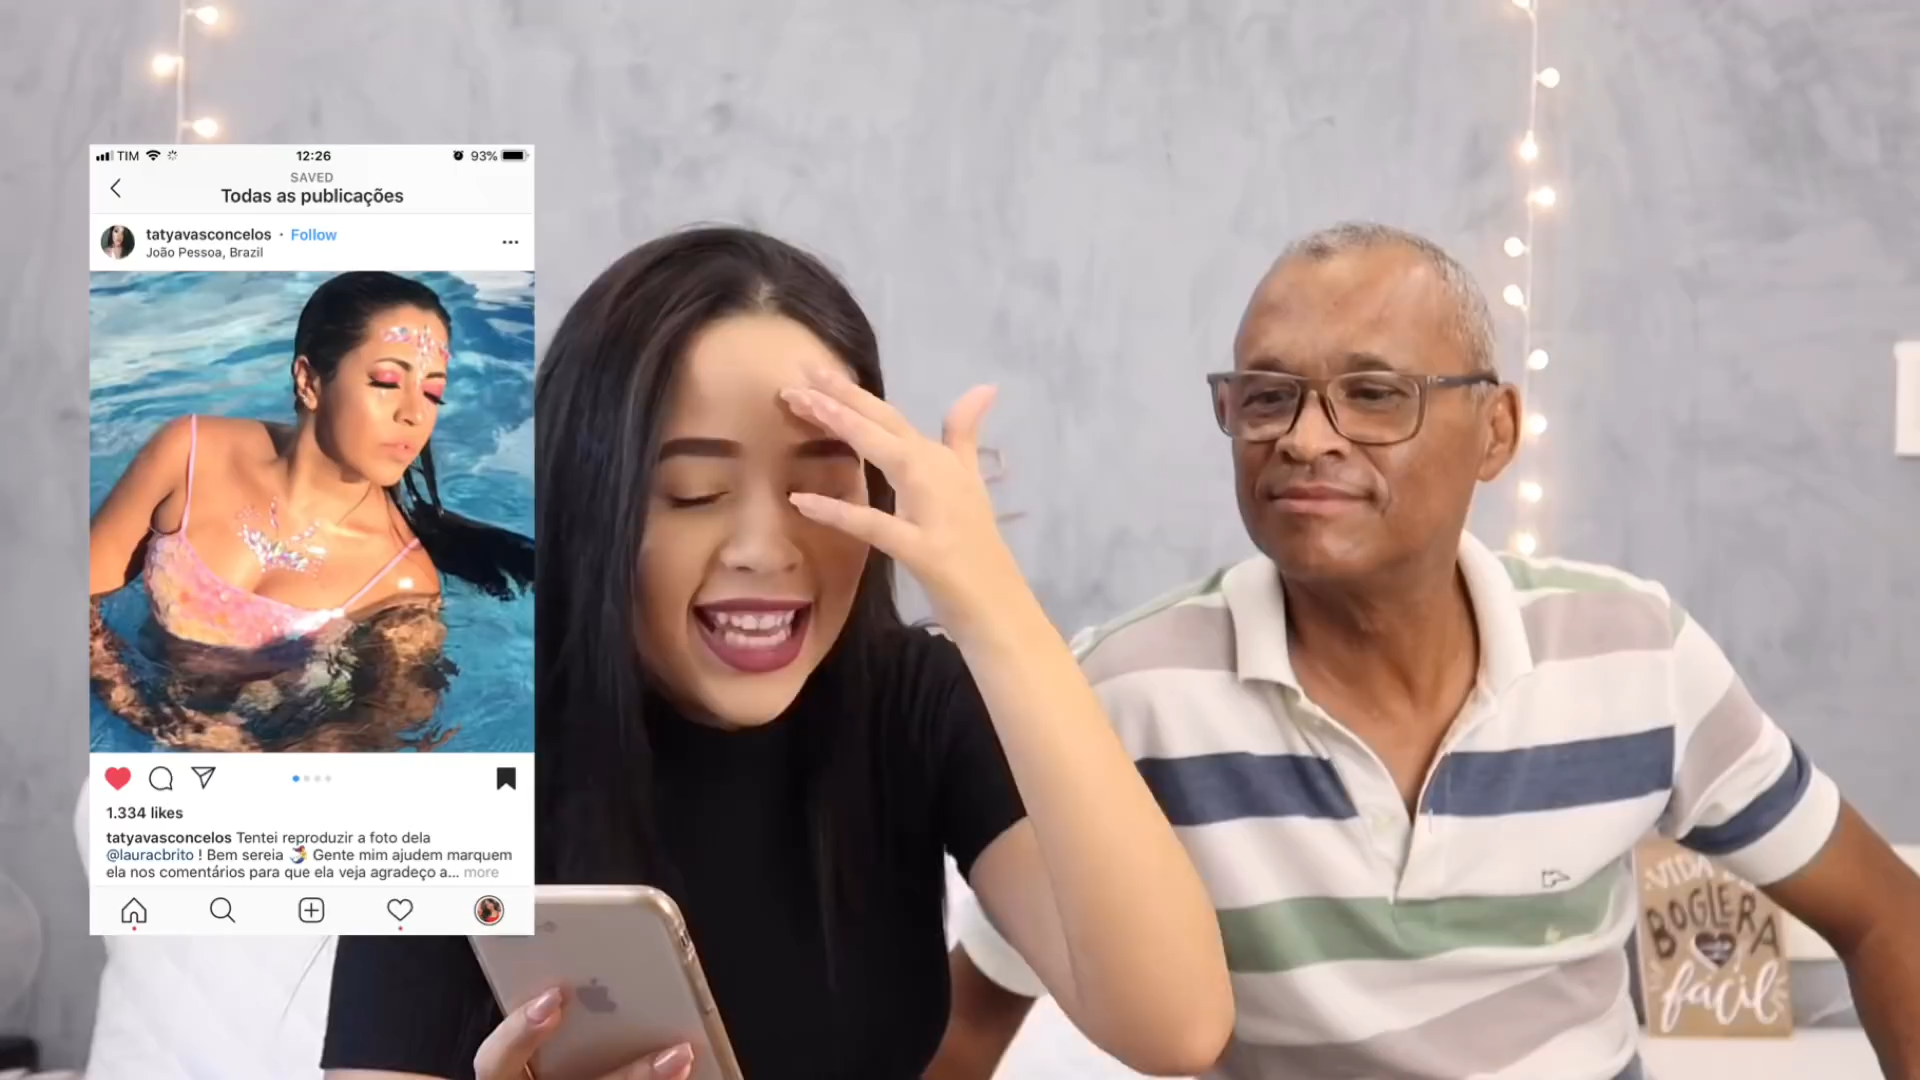 TIM
12:26
93%
SAVED
Todas as publicações
tatyavasconcelos · Follow
João Pessoa, Brazil
1.334 likes
tatyavasconcelos Tentei reproduzir a foto dela
@lauracbrito ! Bem sereia Gente mim ajudem marquem
ela nos comentários para que ela veja agradeço a... more
VIDA
BOGLERA
fácil